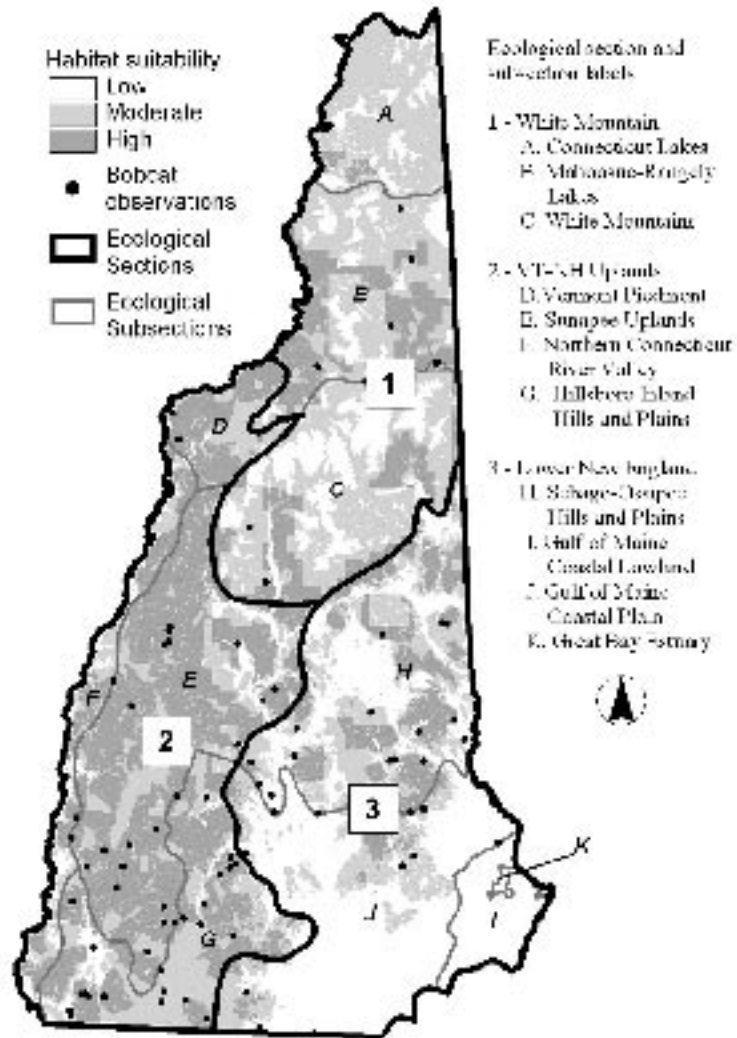 Habitat suitability
Low
Moderate
High
Bobcat
observations
Ecological
Sections
Ecological
Subsections
Ecological section and
subsection labels
1 - White Mountain
A. Connecticut Lakes
B. Mahoosic-Rangely
Lakes
C. White Mountains
2 - VT-NH Uplands
D. Vermont Piedmont
E. Sunapee Uplands
F. Northern Connecticut
River Valley
G. Hillsboro Inland
Hills and Plains
3 - Lower New England
H. Sebago-Ossipee
Hills and Plains
I. Gulf of Maine
Coastal Lowland
J. Gulf of Maine
Coastal Plain
K. Great Bay Estuary
A
B
1
D
C
E
F
H
2
3
K
J
I
G